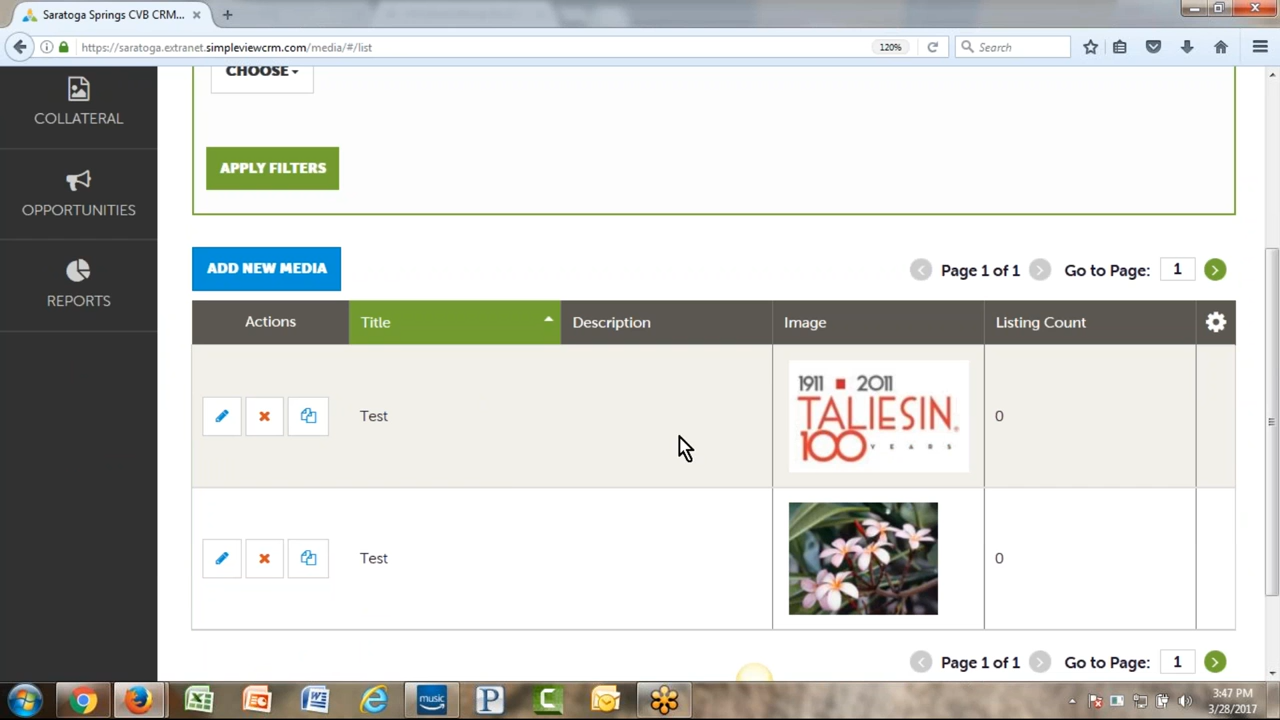 Saratoga Springs CVB CRM...
https://saratoga.extranet.simpleviewcrm.com/media/#/list
120%
Search
CHOOSE
COLLATERAL
APPLY FILTERS
OPPORTUNITIES
ADD NEW MEDIA
Page 1 of 1
Go to Page:
1
REPORTS
Actions
Title
Description
Image
Listing Count
Test
1911 2011
TALIESIN
100 YEARS
0
Test
0
Page 1 of 1
Go to Page:
1
music
3:47 PM
3/28/2017